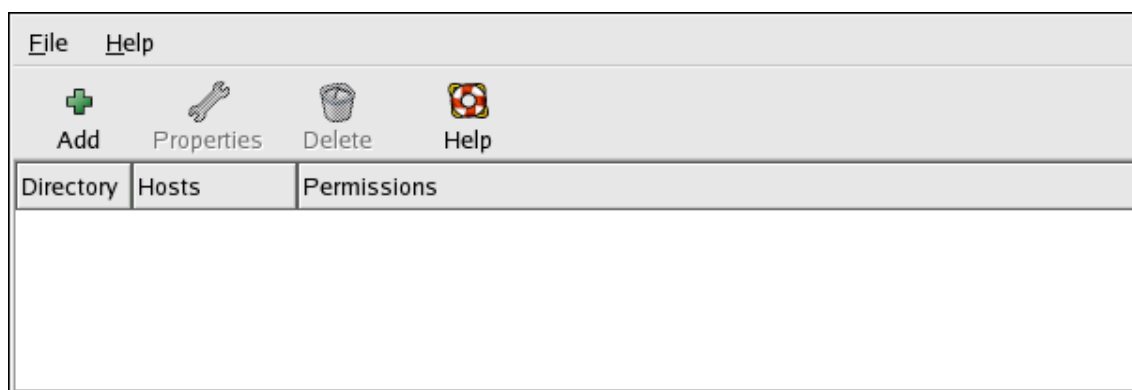 File Help
Add Properties Delete Help
Directory Hosts Permissions